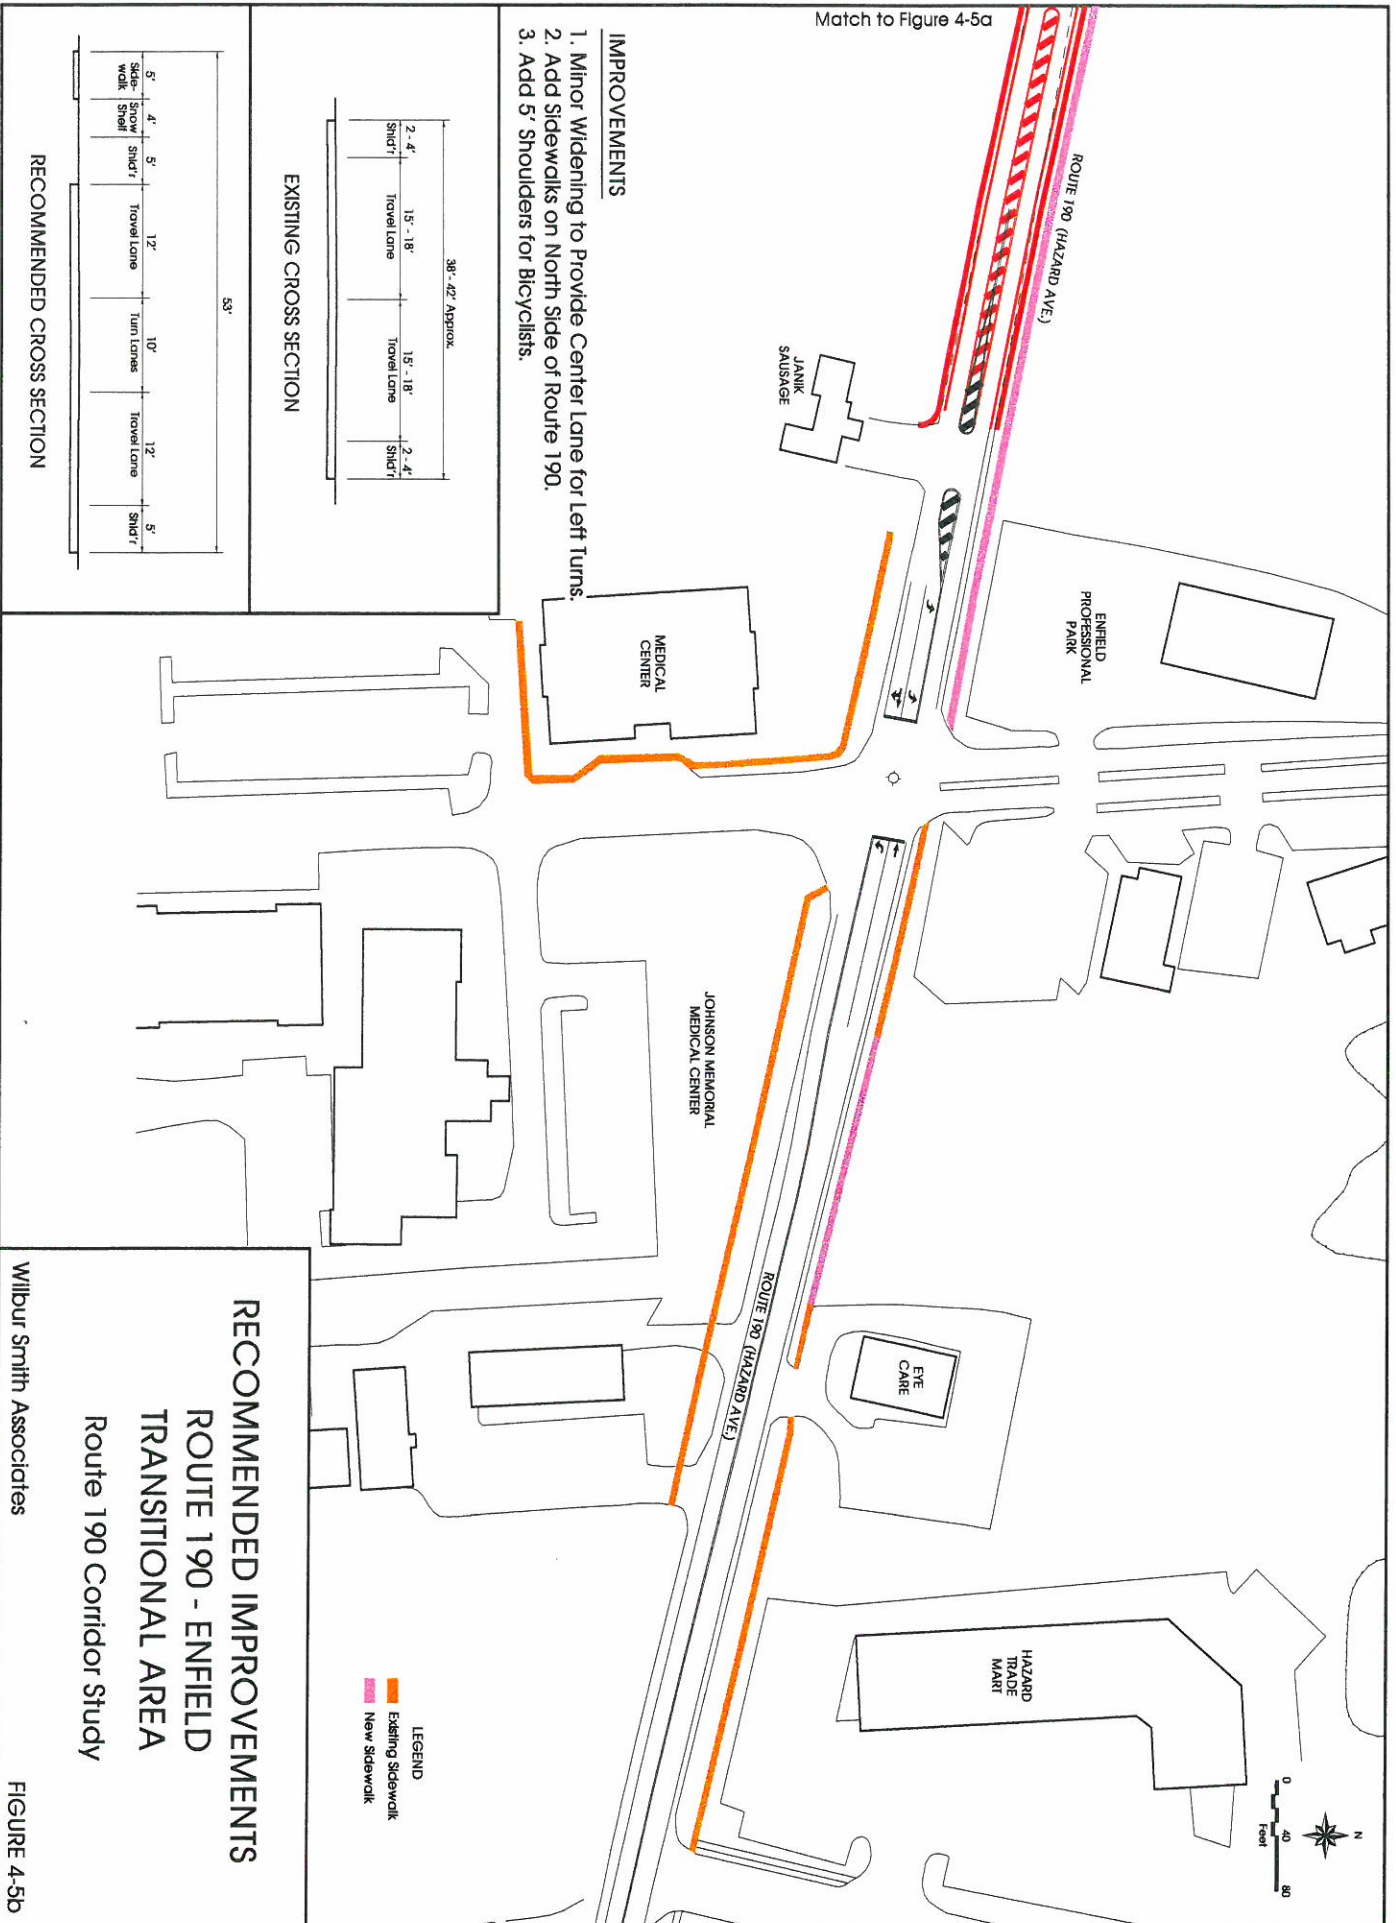 Match to Figure 4-5a
ROUTE 190 (HAZARD AVE.)
JANIK
SAUSAGE
ENFIELD
PROFESSIONAL
PARK
MEDICAL
CENTER
JOHNSON MEMORIAL
MEDICAL CENTER
EYE
CARE
ROUTE 190 (HAZARD AVE.)
HAZARD
TRADE
MART
N
0 40 80
Feet
IMPROVEMENTS
1. Minor Widening to Provide Center Lane for Left Turns.
2. Add Sidewalks on North Side of Route 190.
3. Add 5' Shoulders for Bicyclists.
38'- 42' Approx.
2 - 4' 15' - 18' 15' - 18' 2 - 4'
Shld'r Travel Lane Travel Lane Shld'r
EXISTING CROSS SECTION
53'
5' 4' 5' 12' 10' 12' 5'
Side- Snow Shld'r Travel Lane Turn Lanes Travel Lane Shld'r
walk Shelf
RECOMMENDED CROSS SECTION
LEGEND
Existing Sidewalk
New Sidewalk
RECOMMENDED IMPROVEMENTS
ROUTE 190 - ENFIELD
TRANSITIONAL AREA
Route 190 Corridor Study
Wilbur Smith Associates FIGURE 4-5b